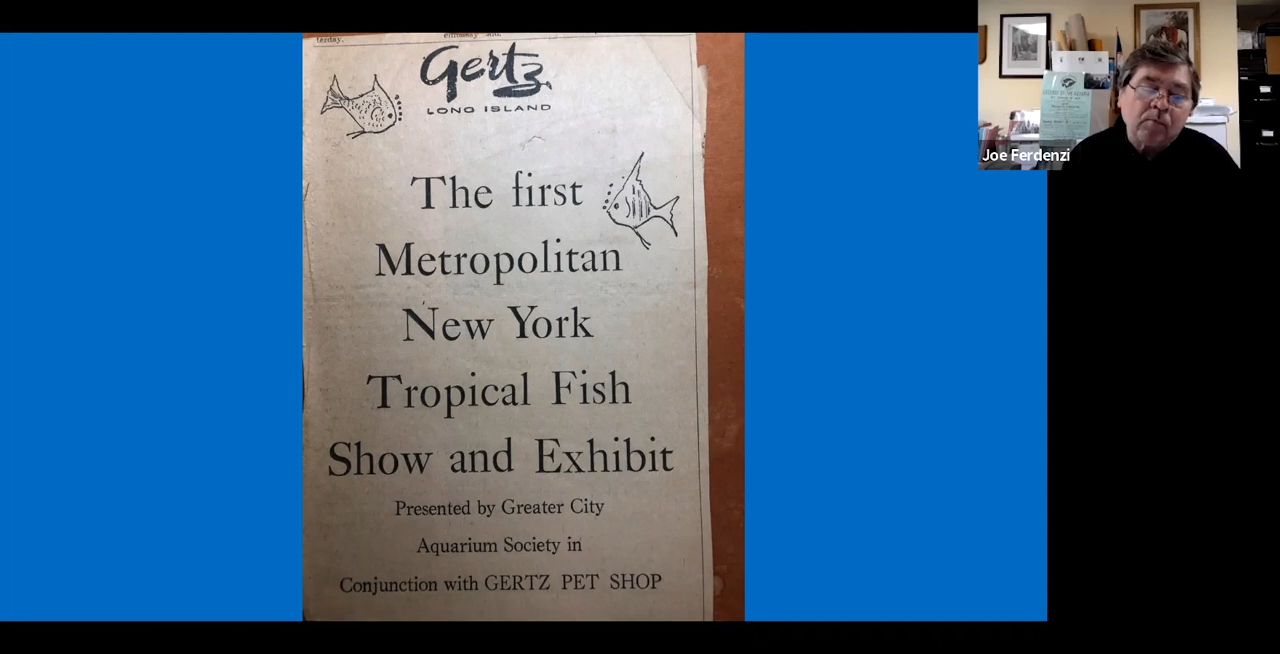 terday.
Gertz
LONG ISLAND
The first
Metropolitan
New York
Tropical Fish
Show and Exhibit
Presented by Greater City
Aquarium Society in
Conjunction with GERTZ PET SHOP
Joe Ferdenzi